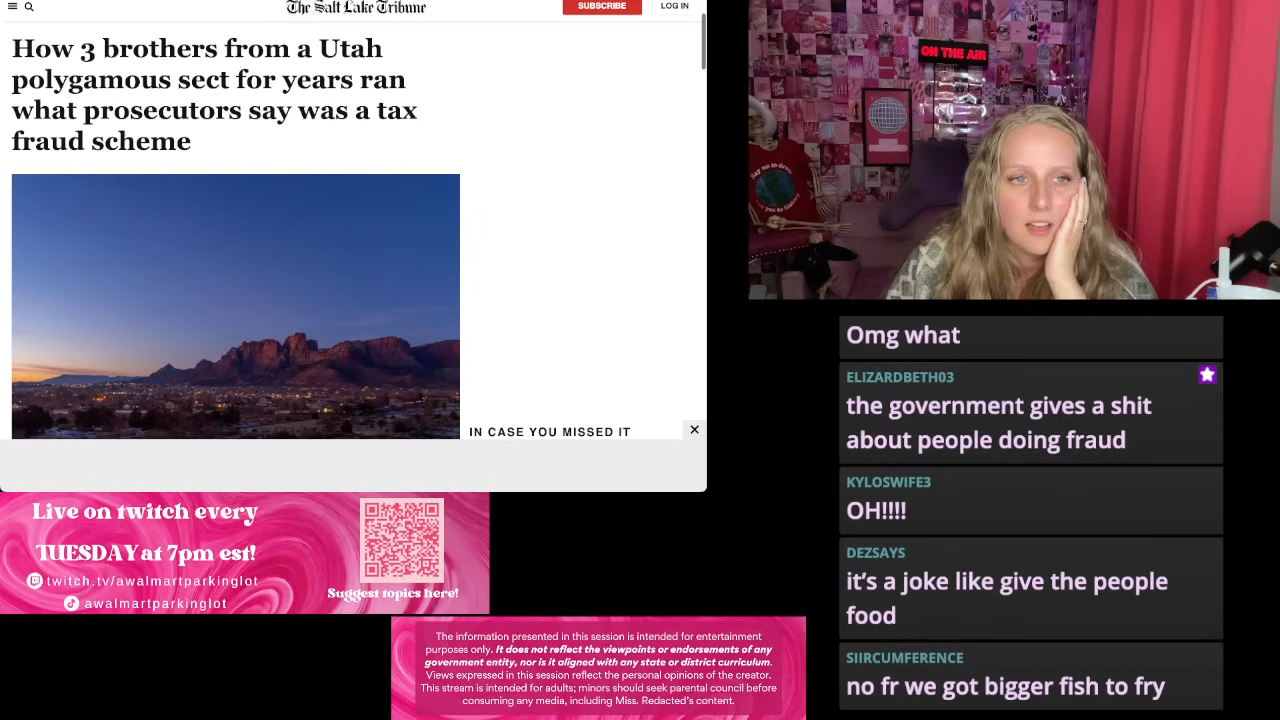 The Salt Lake Tribune
SUBSCRIBE
LOG IN
How 3 brothers from a Utah
polygamous sect for years ran
what prosecutors say was a tax
fraud scheme
IN CASE YOU MISSED IT
Live on twitch every
TUESDAY at 7pm est!
twitch.tv/awalmartparkinglot
awalmartparkinglot
Suggest topics here!
The information presented in this session is intended for entertainment
purposes only. It does not reflect the viewpoints or endorsements of any
government entity, nor is it aligned with any state or district curriculum.
Views expressed in this session reflect the personal opinions of the creator.
This stream is intended for adults; minors should seek parental council before
consuming any media, including Miss. Redacted's content.
ON THE AIR
Omg what
ELIZARDBETH03
the government gives a shit
about people doing fraud
KYLOSWIFE3
OH!!!!
DEZSAYS
it's a joke like give the people
food
SIIRCUMFERENCE
no fr we got bigger fish to fry